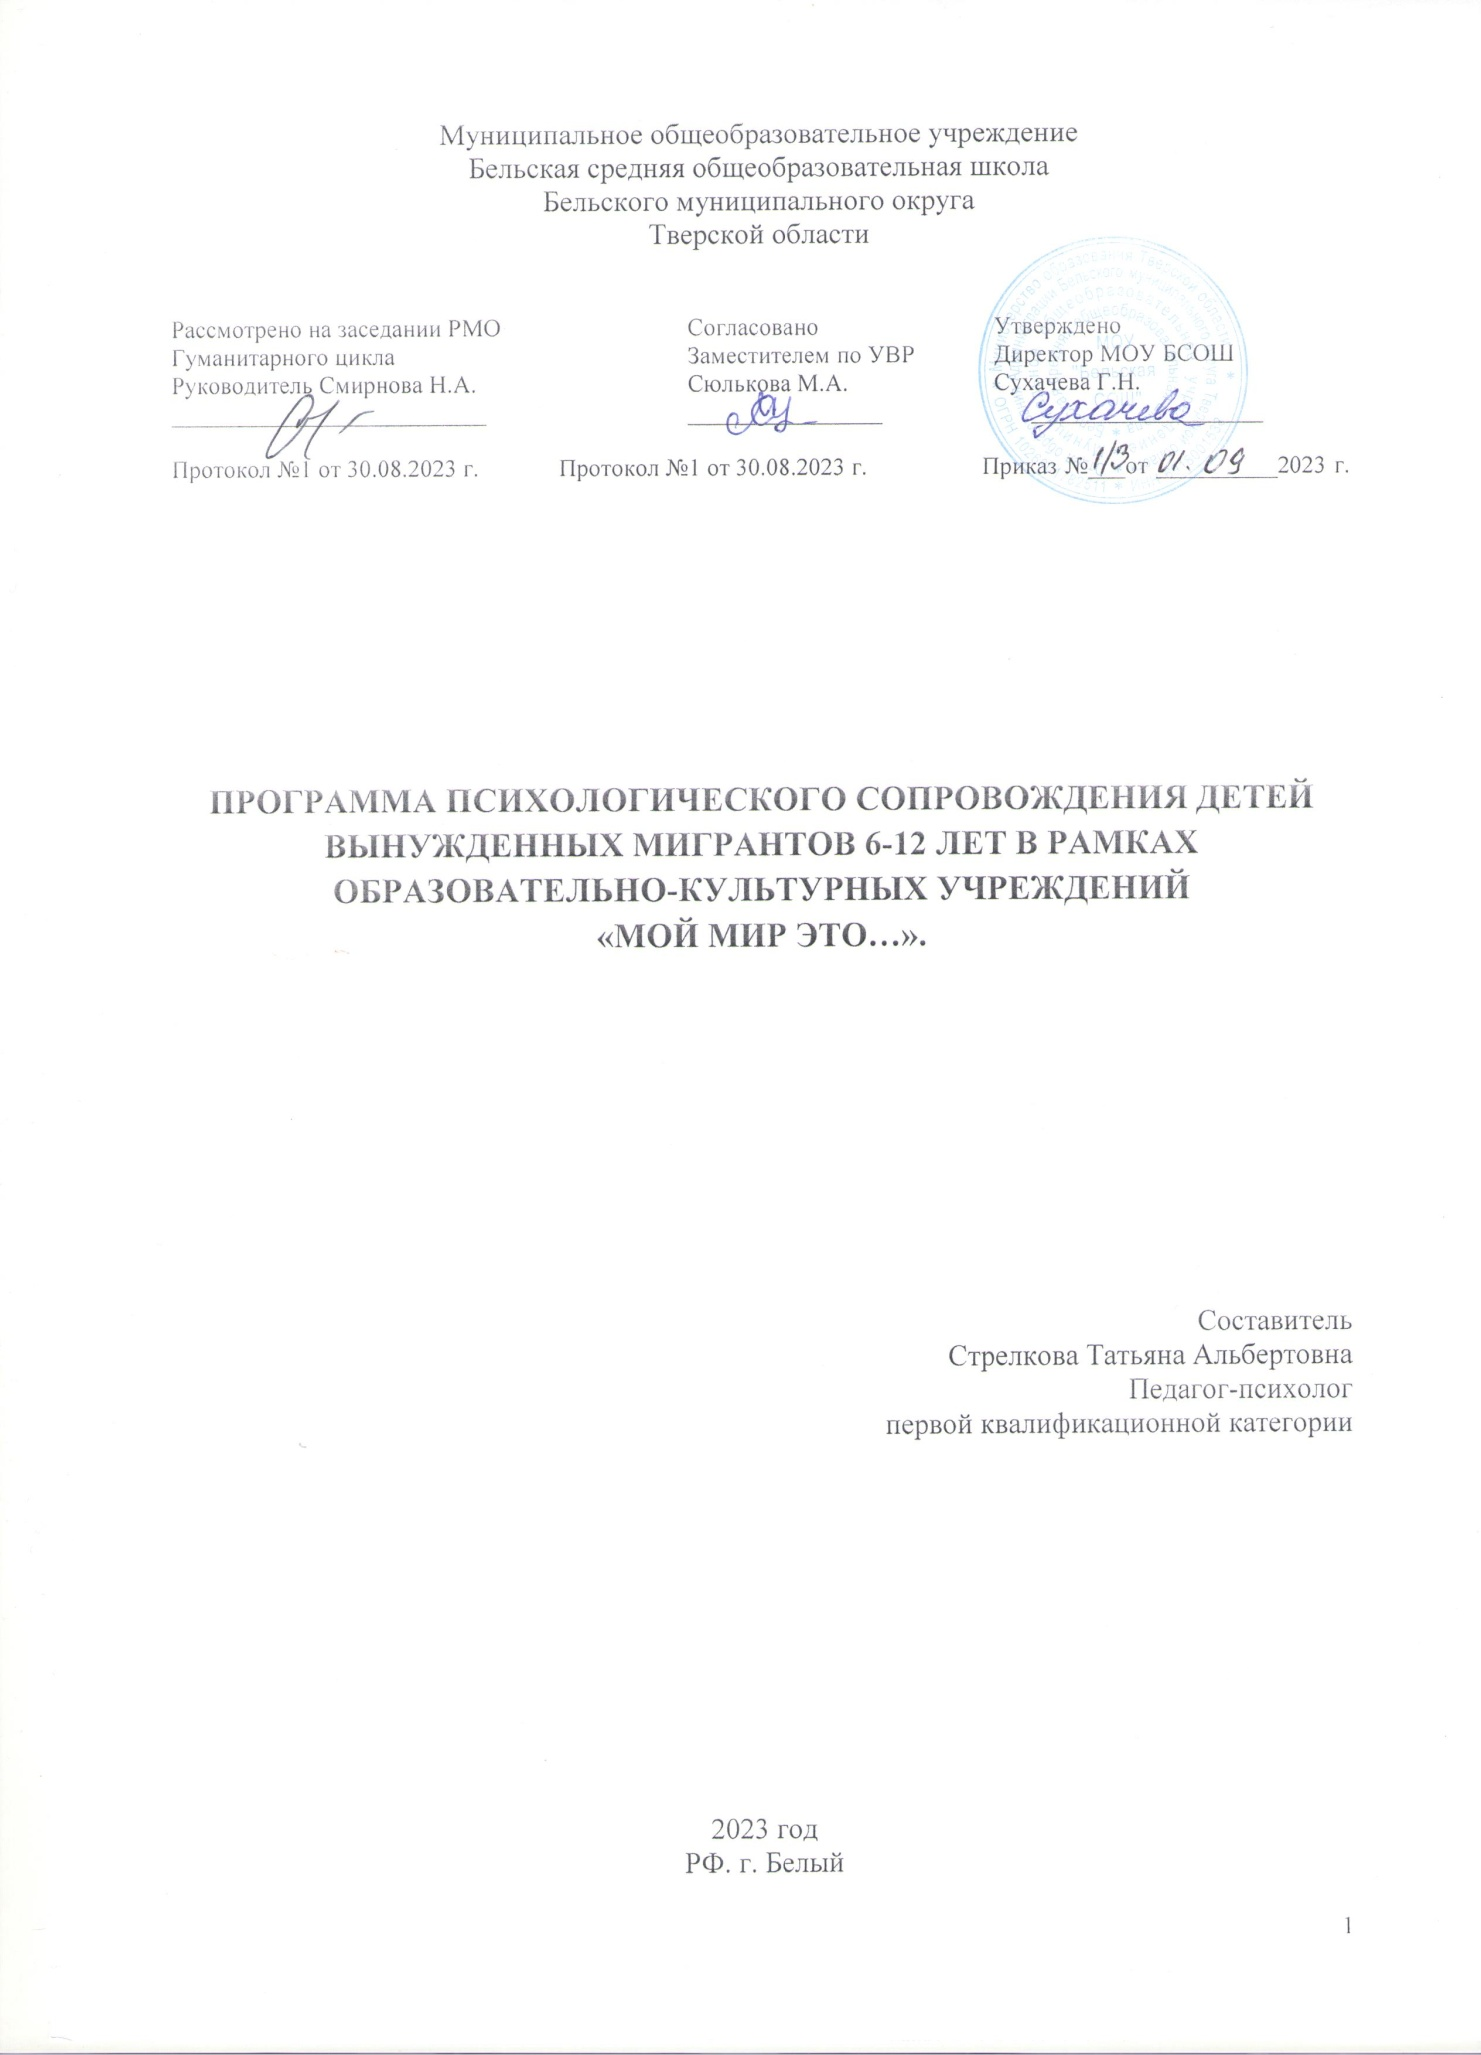 Муниципальное общеобразовательное учреждение
Бельская средняя общеобразовательная школа
Бельского муниципального округа
Тверской области
Рассмотрено на заседании РМО
Гуманитарного цикла
Руководитель Смирнова Н.А.
Протокол №1 от 30.08.2023 г.
Согласовано
Заместителем по УВР
Сюлькова М.А.
Протокол №1 от 30.08.2023 г.
Утверждено
Директор МОУ БСОШ
Сухачева Г.Н.
Сухачева
Приказ № 113 от 01.09 2023 г.
ПРОГРАММА ПСИХОЛОГИЧЕСКОГО СОПРОВОЖДЕНИЯ ДЕТЕЙ
ВЫНУЖДЕННЫХ МИГРАНТОВ 6-12 ЛЕТ В РАМКАХ
ОБРАЗОВАТЕЛЬНО-КУЛЬТУРНЫХ УЧРЕЖДЕНИЙ
«МОЙ МИР ЭТО…».
Составитель
Стрелкова Татьяна Альбертовна
Педагог-психолог
первой квалификационной категории
2023 год
РФ. г. Белый
1